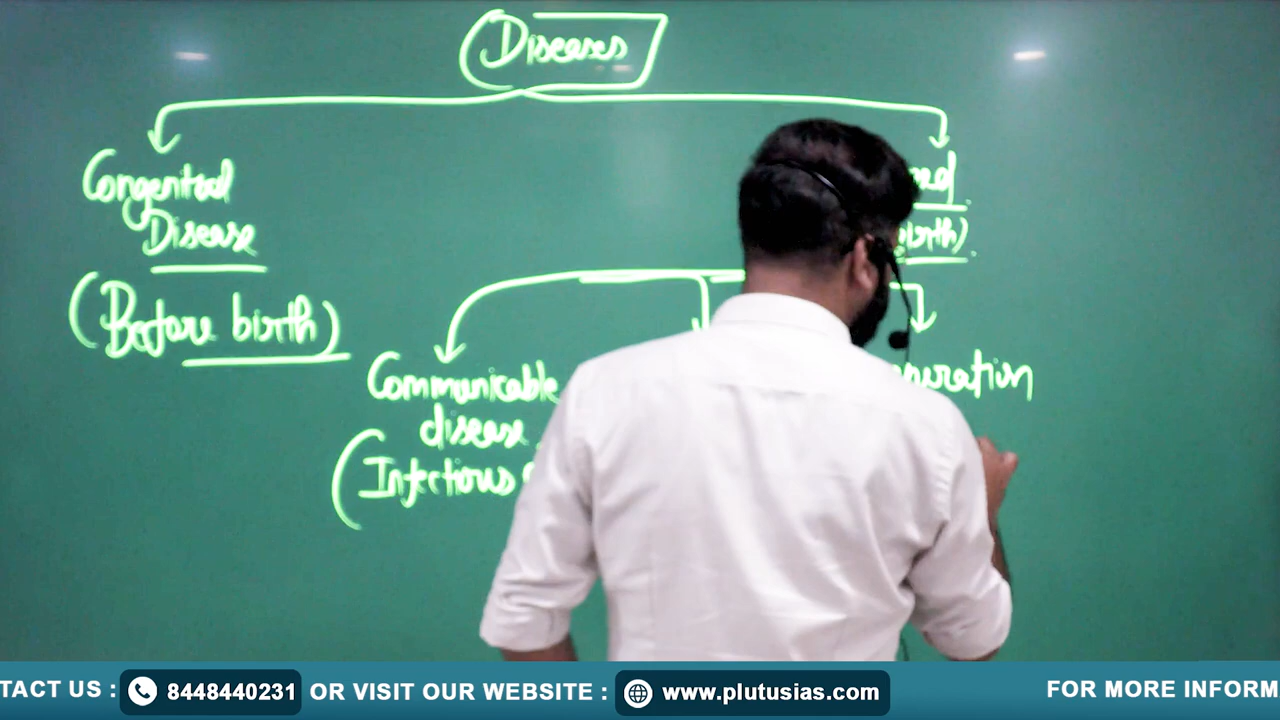 Diseases
Congenital
Disease
(Before birth)
birth)
Communicable
disease
(Infectious
TACT US : 8448440231 OR VISIT OUR WEBSITE : www.plutusias.com FOR MORE INFORM